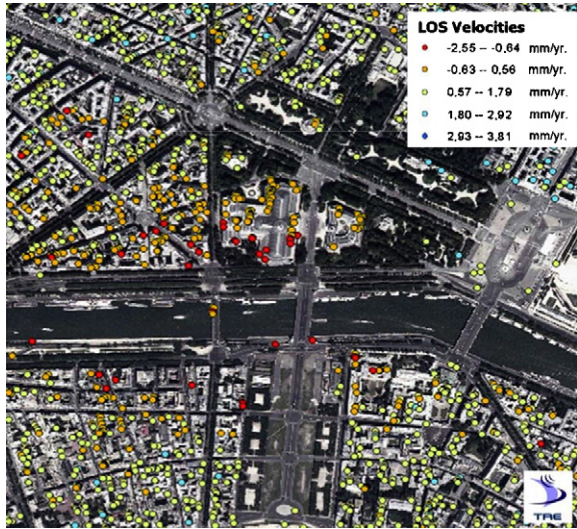 LOS Velocities
-2,55 -- -0,64 mm/yr.
-0,63 -- 0,56 mm/yr.
0,57 -- 1,79 mm/yr.
1,80 -- 2,92 mm/yr.
2,93 -- 3,81 mm/yr.
TRE